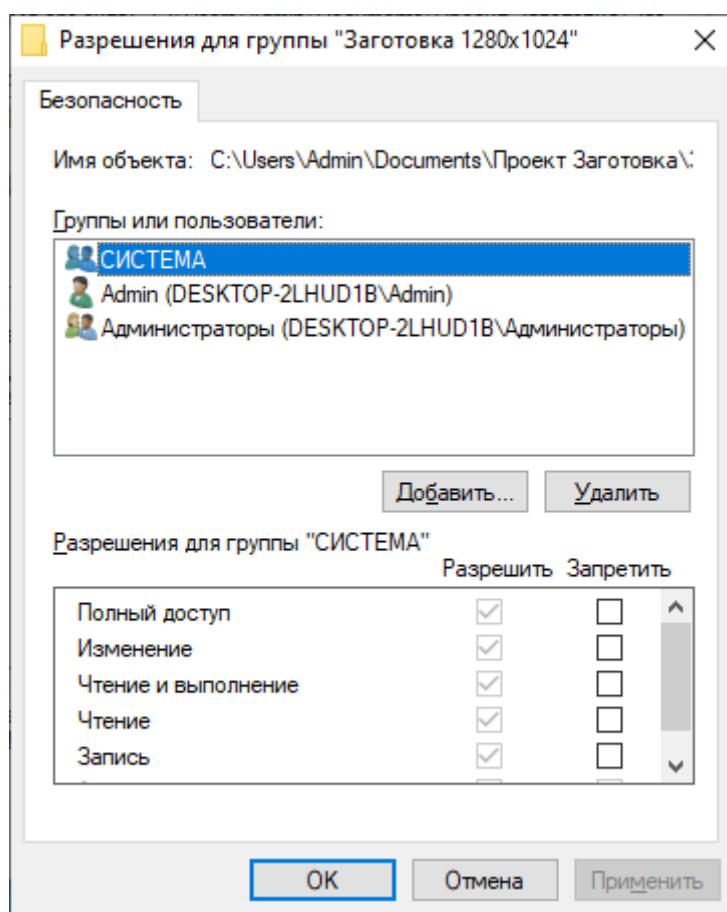 Разрешения для группы "Заготовка 1280x1024"
Безопасность
Имя объекта: C:\Users\Admin\Documents\Проект Заготовка\
Группы или пользователи:
СИСТЕМА
Admin (DESKTOP-2LHUD1B\Admin)
Администраторы (DESKTOP-2LHUD1B\Администраторы)
Добавить... Удалить
Разрешения для группы "СИСТЕМА"
Разрешить Запретить
Полный доступ
Изменение
Чтение и выполнение
Чтение
Запись
OK Отмена Применить